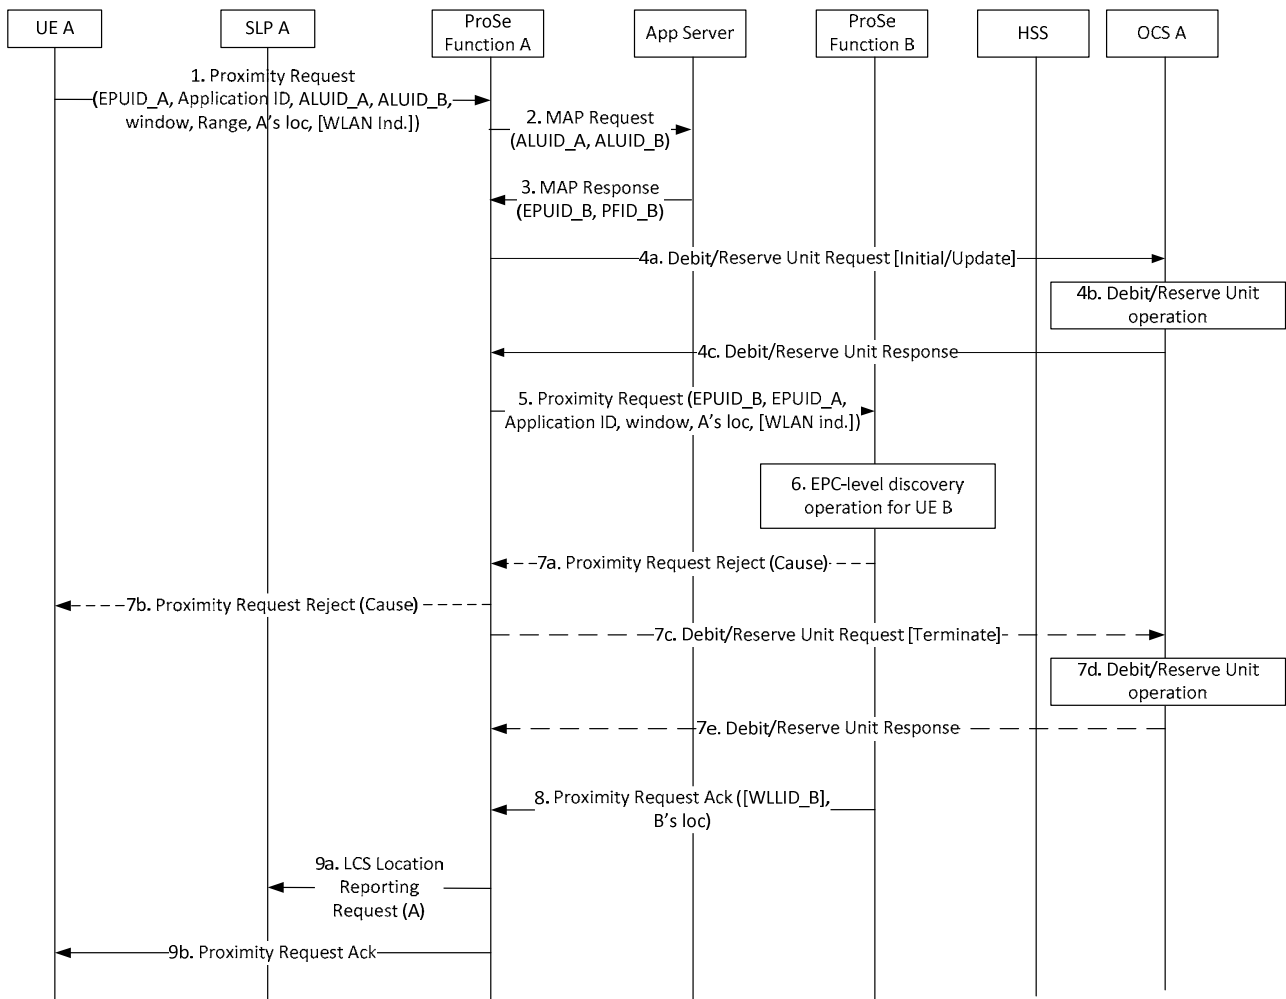 UE A
SLP A
ProSe
Function A
App Server
ProSe
Function B
HSS
OCS A
1. Proximity Request
(EPUID_A, Application ID, ALUID_A, ALUID_B,
window, Range, A's loc, [WLAN Ind.])
2. MAP Request
(ALUID_A, ALUID_B)
3. MAP Response
(EPUID_B, PFID_B)
4a. Debit/Reserve Unit Request [Initial/Update]
4b. Debit/Reserve Unit
operation
4c. Debit/Reserve Unit Response
5. Proximity Request (EPUID_B, EPUID_A,
Application ID, window, A's loc, [WLAN ind.])
6. EPC-level discovery
operation for UE B
7a. Proximity Request Reject (Cause)
7b. Proximity Request Reject (Cause)
7c. Debit/Reserve Unit Request [Terminate]
7d. Debit/Reserve Unit
operation
7e. Debit/Reserve Unit Response
8. Proximity Request Ack ([WLLID_B],
B's loc)
9a. LCS Location
Reporting
Request (A)
9b. Proximity Request Ack